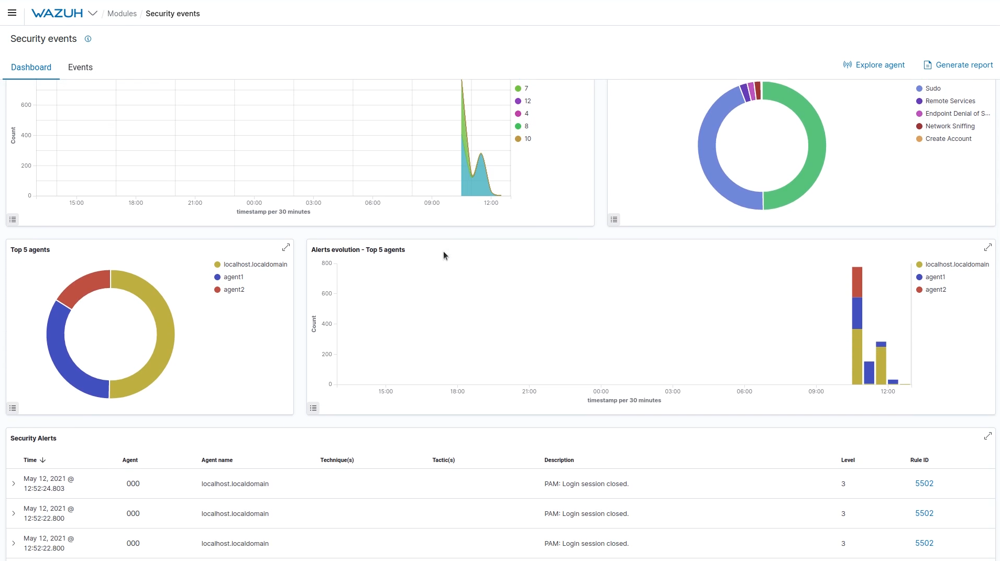 WAZUH / Modules / Security events
Security events
Dashboard
Events
Explore agent
Generate report
600
400
200
0
Count
15:00
18:00
21:00
00:00
03:00
06:00
09:00
12:00
timestamp per 30 minutes
7
12
4
8
10
Sudo
Remote Services
Endpoint Denial of S...
Network Sniffing
Create Account
Top 5 agents
localhost.localdomain
agent1
agent2
Alerts evolution - Top 5 agents
800
600
400
200
0
Count
15:00
18:00
21:00
00:00
03:00
06:00
09:00
12:00
timestamp per 30 minutes
localhost.localdomain
agent1
agent2
Security Alerts
Time Agent Agent name Technique(s) Tactic(s) Description Level Rule ID
May 12, 2021 @
12:52:24.803
000 localhost.localdomain PAM: Login session closed. 3 5502
May 12, 2021 @
12:52:22.800
000 localhost.localdomain PAM: Login session closed. 3 5502
May 12, 2021 @
12:52:22.800
000 localhost.localdomain PAM: Login session closed. 3 5502